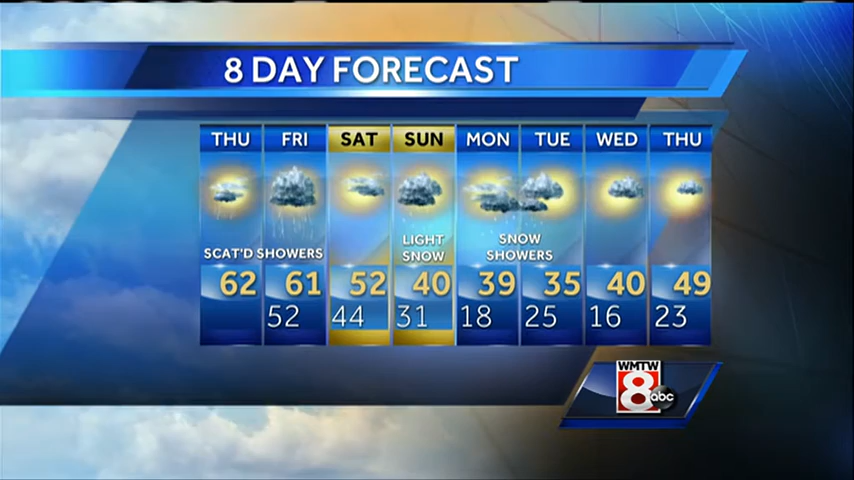 8 DAY FORECAST
THU FRI SAT SUN MON TUE WED THU
SCAT'D SHOWERS
LIGHT
SNOW
SNOW
SHOWERS
62 61 52 40 39 35 40 49
52 44 31 18 25 16 23
WMTW
8
abc